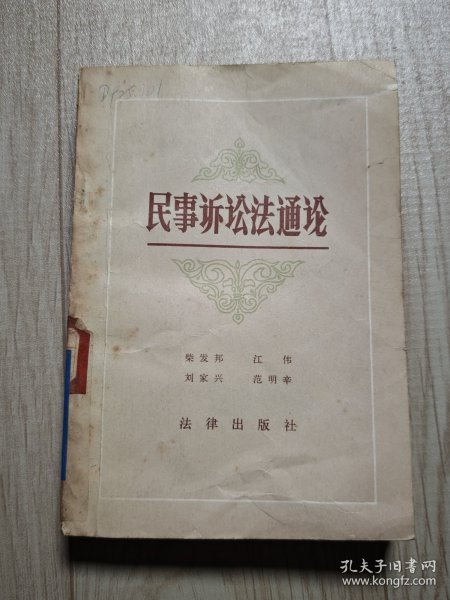 民事诉讼法通论
柴发邦 江伟
刘家兴 范明辛
法律出版社
孔夫子旧书网
www.kongfz.com